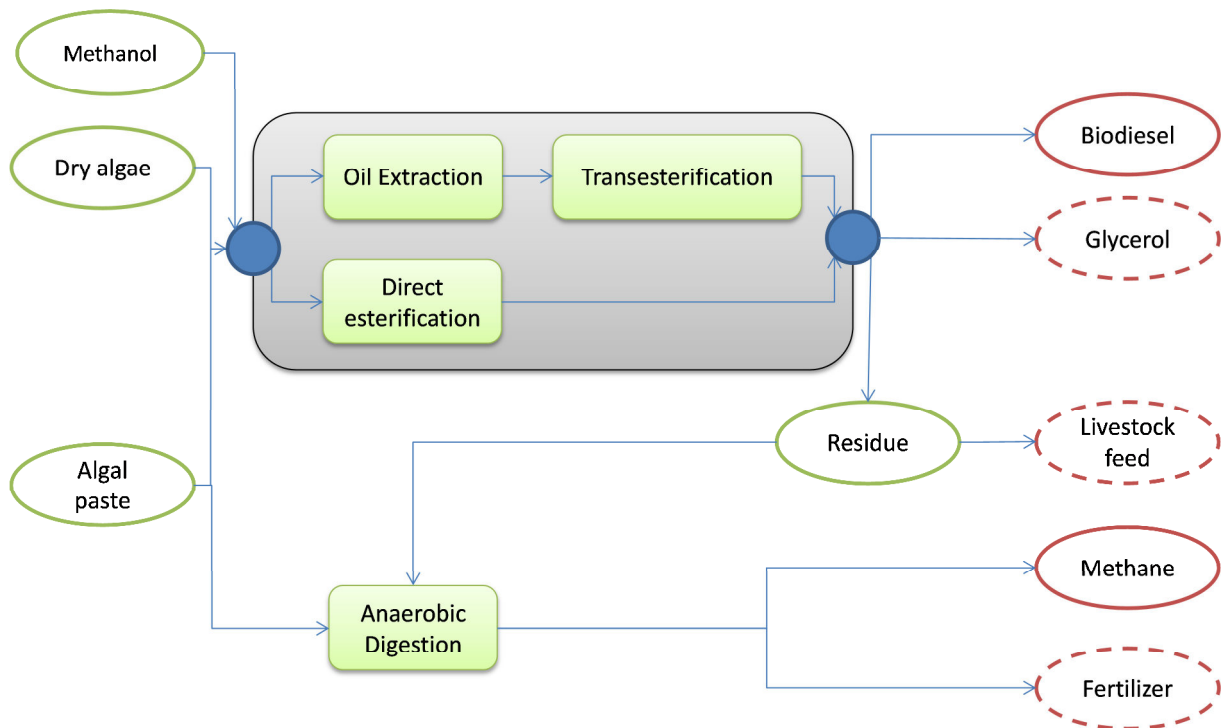 Methanol
Dry algae
Oil Extraction
Transesterification
Biodiesel
Glycerol
Direct
esterification
Algal
paste
Residue
Livestock
feed
Anaerobic
Digestion
Methane
Fertilizer